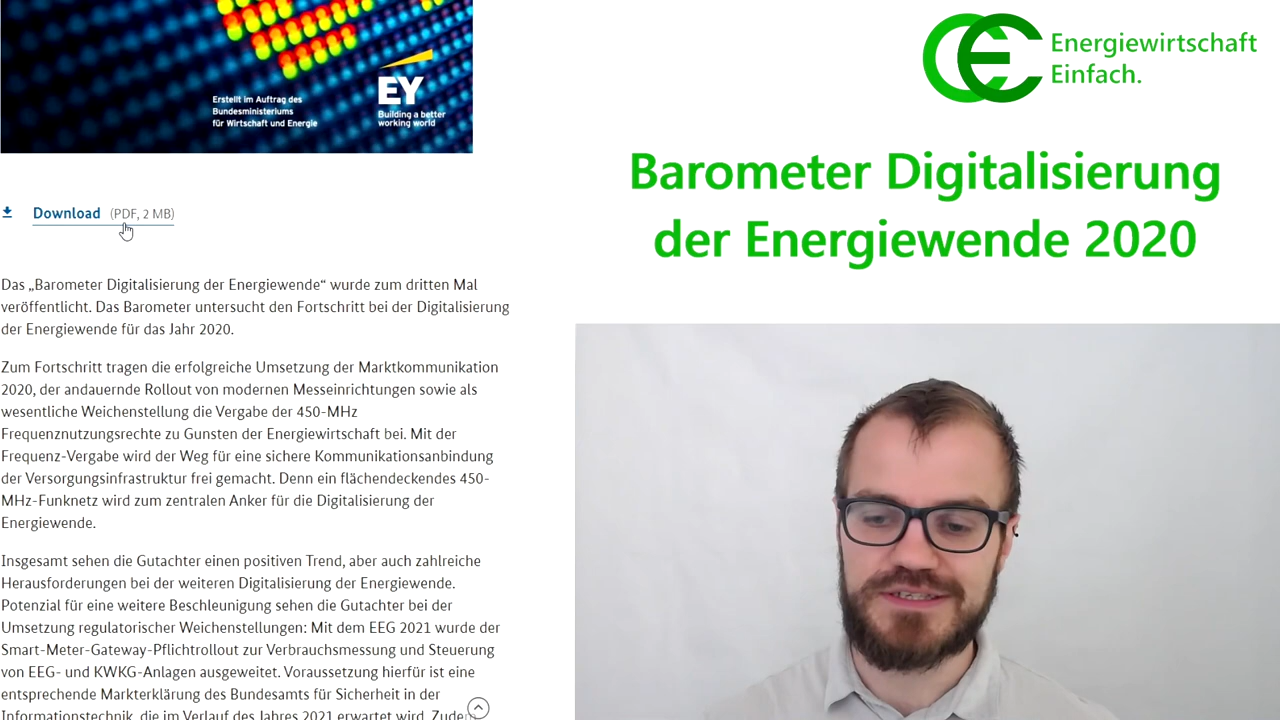 Erstellt im Auftrag des
Bundesministeriums
für Wirtschaft und Energie
EY
Building a better
working world
Download (PDF, 2 MB)
Das „Barometer Digitalisierung der Energiewende“ wurde zum dritten Mal
veröffentlicht. Das Barometer untersucht den Fortschritt bei der Digitalisierung
der Energiewende für das Jahr 2020.
Zum Fortschritt tragen die erfolgreiche Umsetzung der Marktkommunikation
2020, der andauernde Rollout von modernen Messeinrichtungen sowie als
wesentliche Weichenstellung die Vergabe der 450-MHz
Frequenznutzungsrechte zu Gunsten der Energiewirtschaft bei. Mit der
Frequenz-Vergabe wird der Weg für eine sichere Kommunikationsanbindung
der Versorgungsinfrastruktur frei gemacht. Denn ein flächendeckendes 450-
MHz-Funknetz wird zum zentralen Anker für die Digitalisierung der
Energiewende.
Insgesamt sehen die Gutachter einen positiven Trend, aber auch zahlreiche
Herausforderungen bei der weiteren Digitalisierung der Energiewende.
Potenzial für eine weitere Beschleunigung sehen die Gutachter bei der
Umsetzung regulatorischer Weichenstellungen: Mit dem EEG 2021 wurde der
Smart-Meter-Gateway-Pflichtrollout zur Verbrauchsmessung und Steuerung
von EEG- und KWKG-Anlagen ausgeweitet. Voraussetzung hierfür ist eine
entsprechende Markterklärung des Bundesamts für Sicherheit in der
Informationstechnik, die im Verlauf des Jahres 2021 erwartet wird. Zudem
Energiewirtschaft
Einfach.
Barometer Digitalisierung
der Energiewende 2020